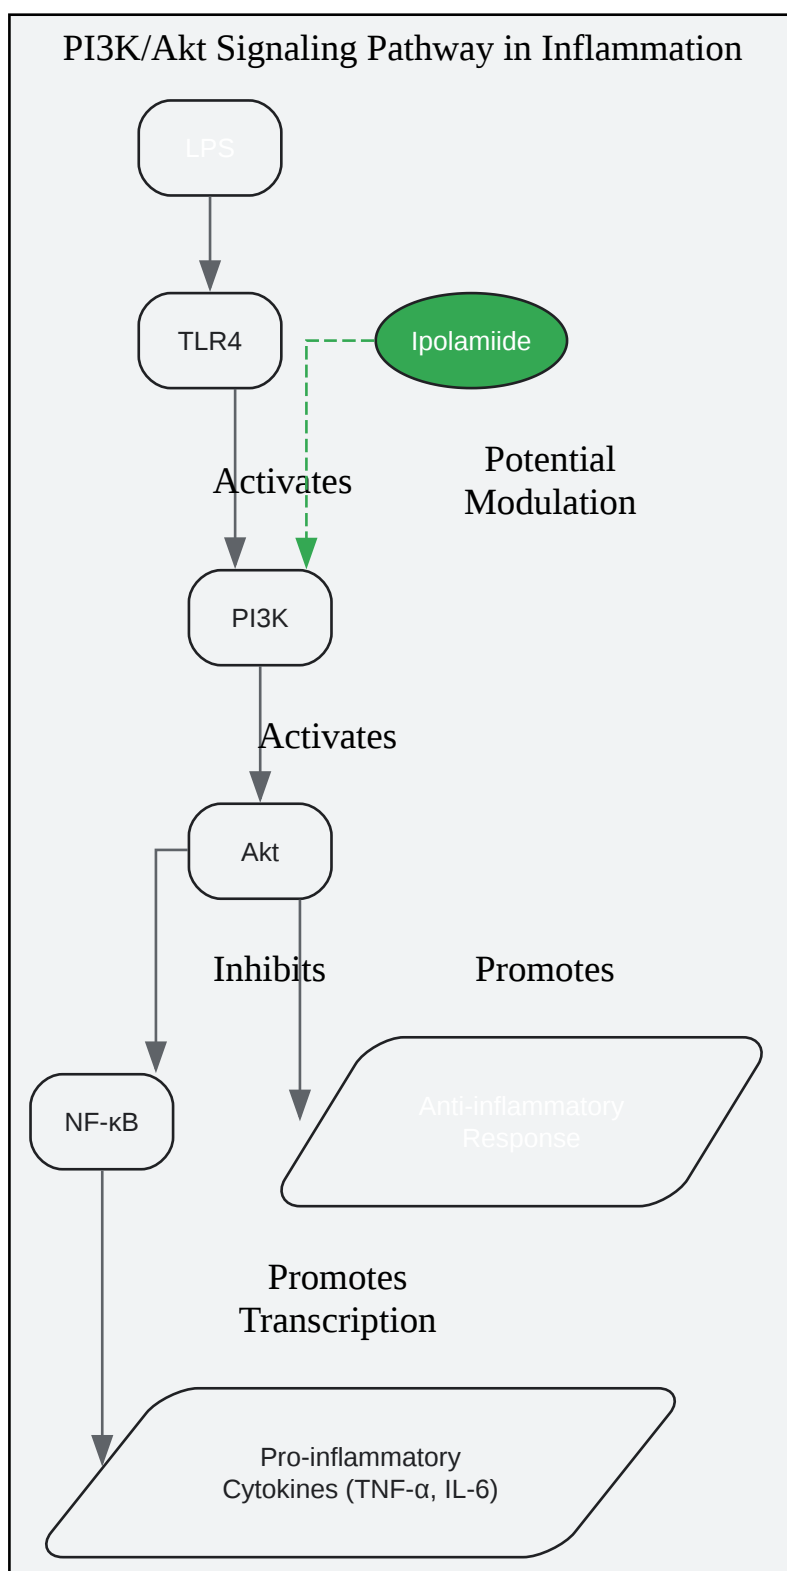 PI3K/Akt Signaling Pathway in Inflammation
LPS
TLR4
Ipolamiide
Activates
Potential
Modulation
PI3K
Activates
Akt
Inhibits
Promotes
NF-κB
Anti-inflammatory
Response
Promotes
Transcription
Pro-inflammatory
Cytokines (TNF-α, IL-6)